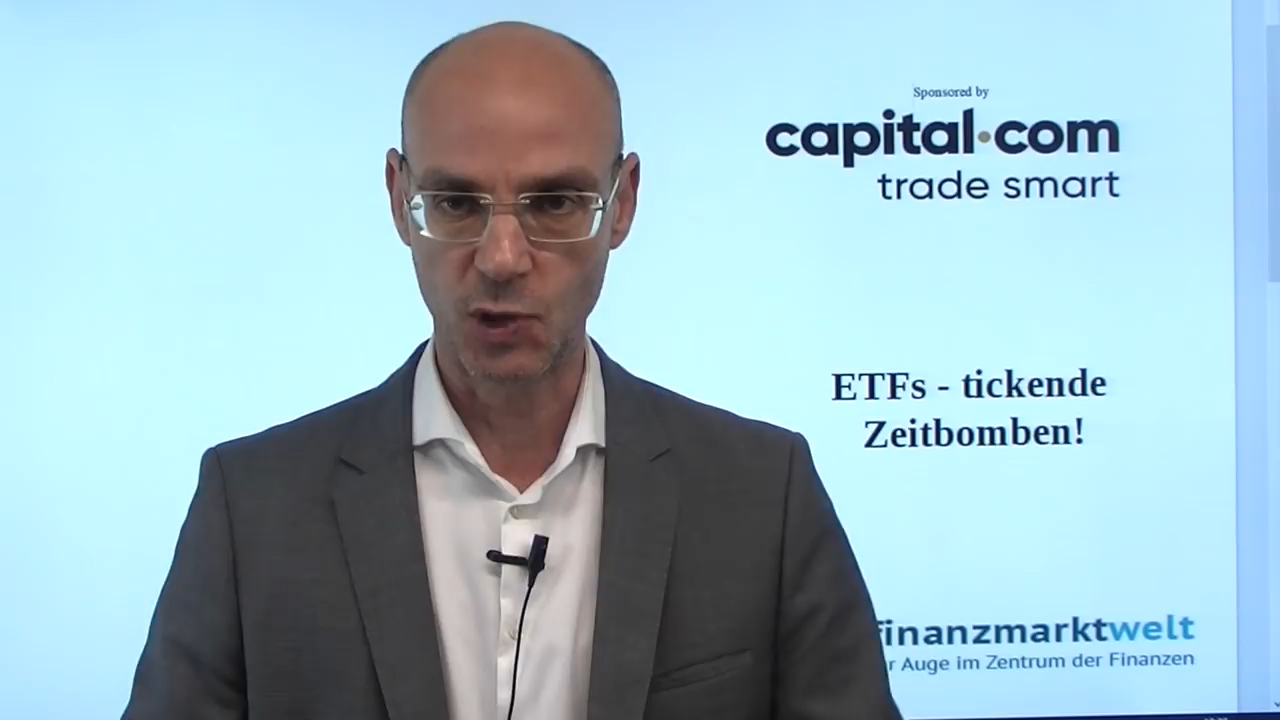 Sponsored by
capital.com
trade smart
ETFs - tickende
Zeitbomben!
finanzmarktwelt
r Auge im Zentrum der Finanzen